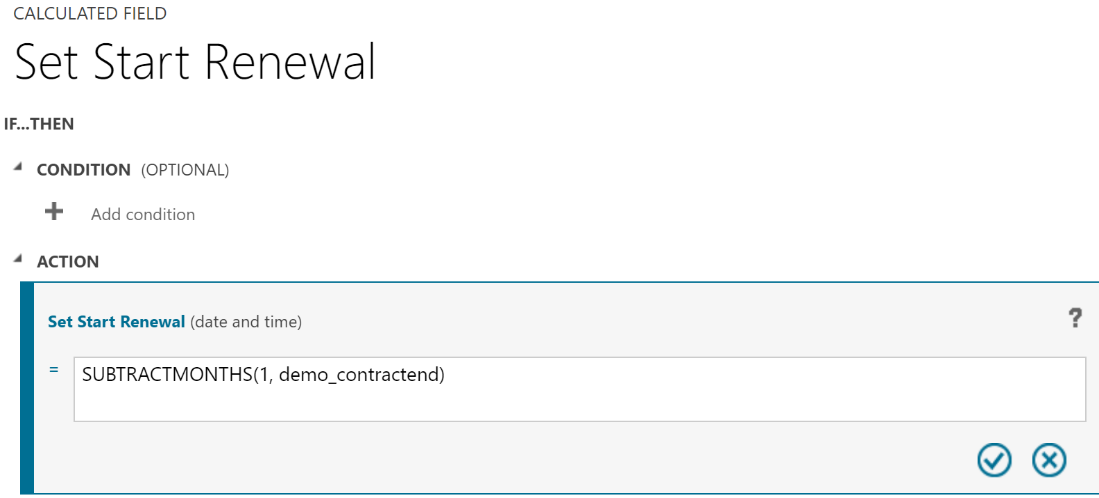 CALCULATED FIELD
Set Start Renewal
IF...THEN
CONDITION (OPTIONAL)
Add condition
ACTION
Set Start Renewal (date and time)
?
= SUBTRACTMONTHS(1, demo_contractend)